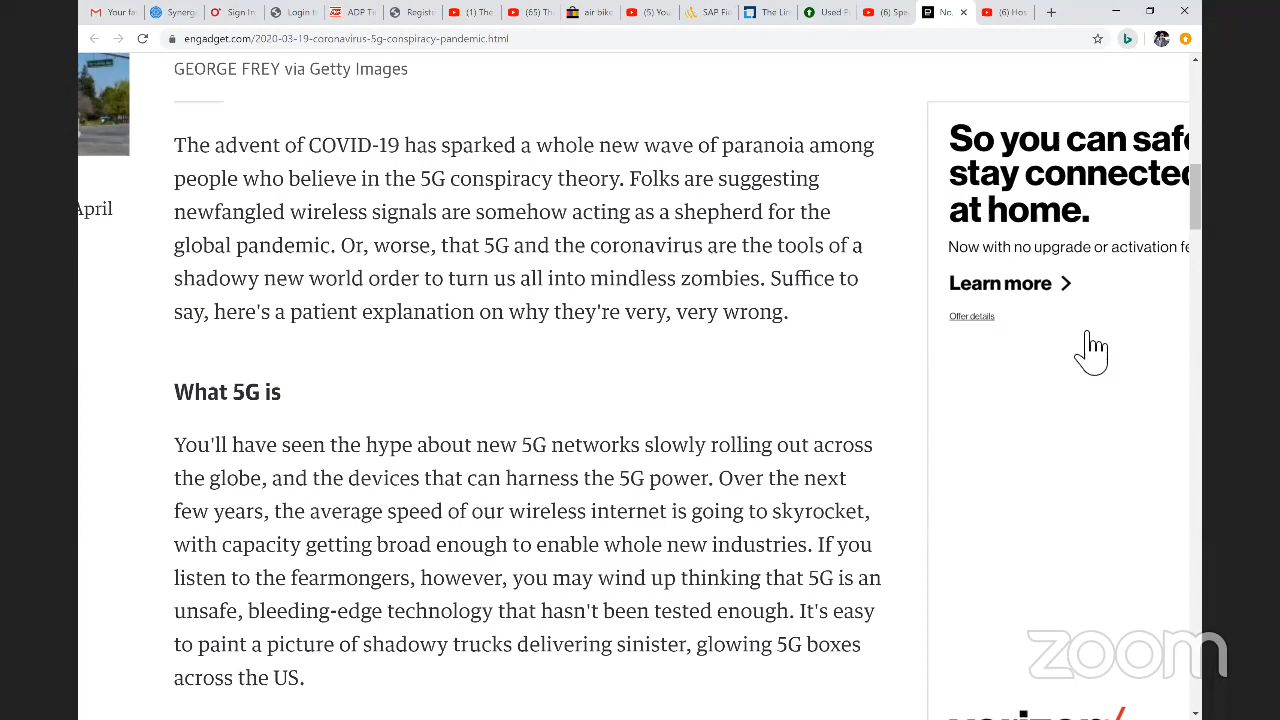 Your fa
Synerg
Sign In
Login t
ADP Ti
Registe
(1) The
(65) Th
air bike
(5) You
SAP Fie
The Lin
Used F
(6) Spa
No,
(6) Hos
engadget.com/2020-03-19-coronavirus-5g-conspiracy-pandemic.html
GEORGE FREY via Getty Images
April
The advent of COVID-19 has sparked a whole new wave of paranoia among
people who believe in the 5G conspiracy theory. Folks are suggesting
newfangled wireless signals are somehow acting as a shepherd for the
global pandemic. Or, worse, that 5G and the coronavirus are the tools of a
shadowy new world order to turn us all into mindless zombies. Suffice to
say, here's a patient explanation on why they're very, very wrong.
What 5G is
You'll have seen the hype about new 5G networks slowly rolling out across
the globe, and the devices that can harness the 5G power. Over the next
few years, the average speed of our wireless internet is going to skyrocket,
with capacity getting broad enough to enable whole new industries. If you
listen to the fearmongers, however, you may wind up thinking that 5G is an
unsafe, bleeding-edge technology that hasn't been tested enough. It's easy
to paint a picture of shadowy trucks delivering sinister, glowing 5G boxes
across the US.
So you can safe
stay connected
at home.
Now with no upgrade or activation fe
Learn more >
Offer details
verizon
zoom